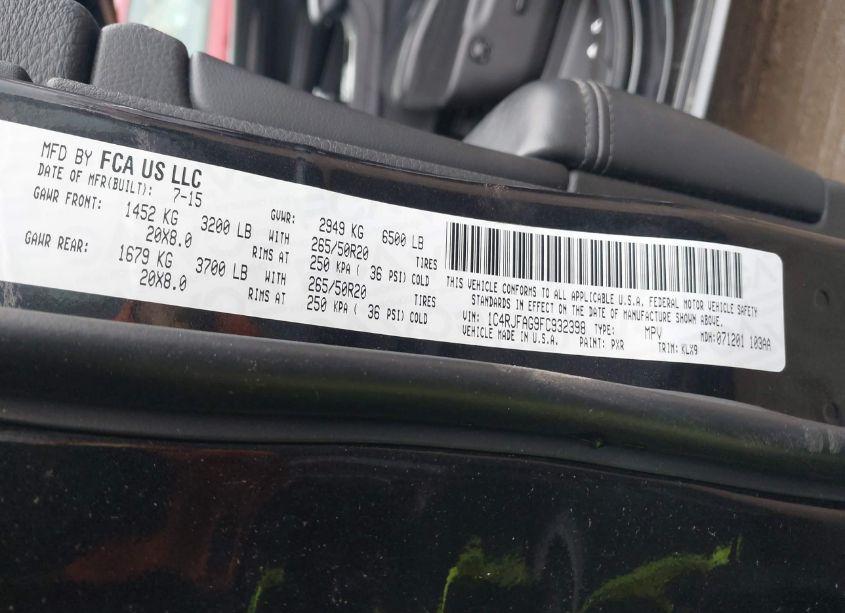 MFD BY FCA US LLC
DATE OF MFR(BUILT): 7-15
GVWR: 2949 KG 6500 LB
GAWR FRONT: 1452 KG 3200 LB WITH 265/50R20 TIRES
20X8.0 RIMS AT 250 KPA ( 36 PSI) COLD
GAWR REAR: 1679 KG 3700 LB WITH 265/50R20 TIRES
20X8.0 RIMS AT 250 KPA ( 36 PSI) COLD
THIS VEHICLE CONFORMS TO ALL APPLICABLE U.S.A. FEDERAL MOTOR VEHICLE SAFETY
STANDARDS IN EFFECT ON THE DATE OF MANUFACTURE SHOWN ABOVE.
VIN: 1C4RJFAG9FC932398 TYPE: MPV MDH:071201 103AA
VEHICLE MADE IN U.S.A. PAINT: PXR TRIM: KLX9